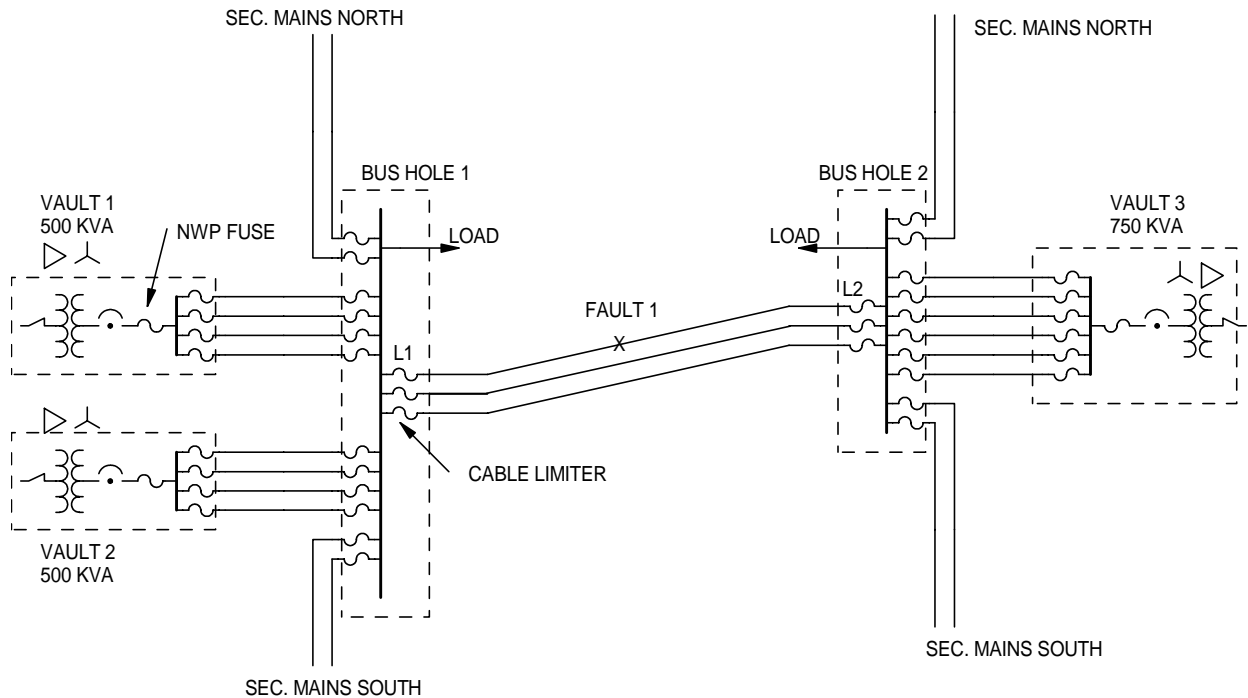 SEC. MAINS NORTH
SEC. MAINS NORTH
BUS HOLE 1
BUS HOLE 2
VAULT 1
500 KVA
NWP FUSE
VAULT 3
750 KVA
LOAD
LOAD
L2
FAULT 1
X
L1
CABLE LIMITER
VAULT 2
500 KVA
SEC. MAINS SOUTH
SEC. MAINS SOUTH